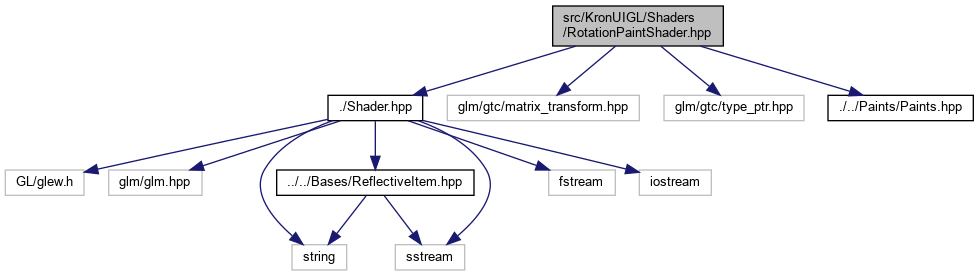 src/KronUIGL/Shaders
/RotationPaintShader.hpp
./Shader.hpp
glm/gtc/matrix_transform.hpp
glm/gtc/type_ptr.hpp
./../Paints/Paints.hpp
GL/glew.h
glm/glm.hpp
../../Bases/ReflectiveItem.hpp
fstream
iostream
string
sstream